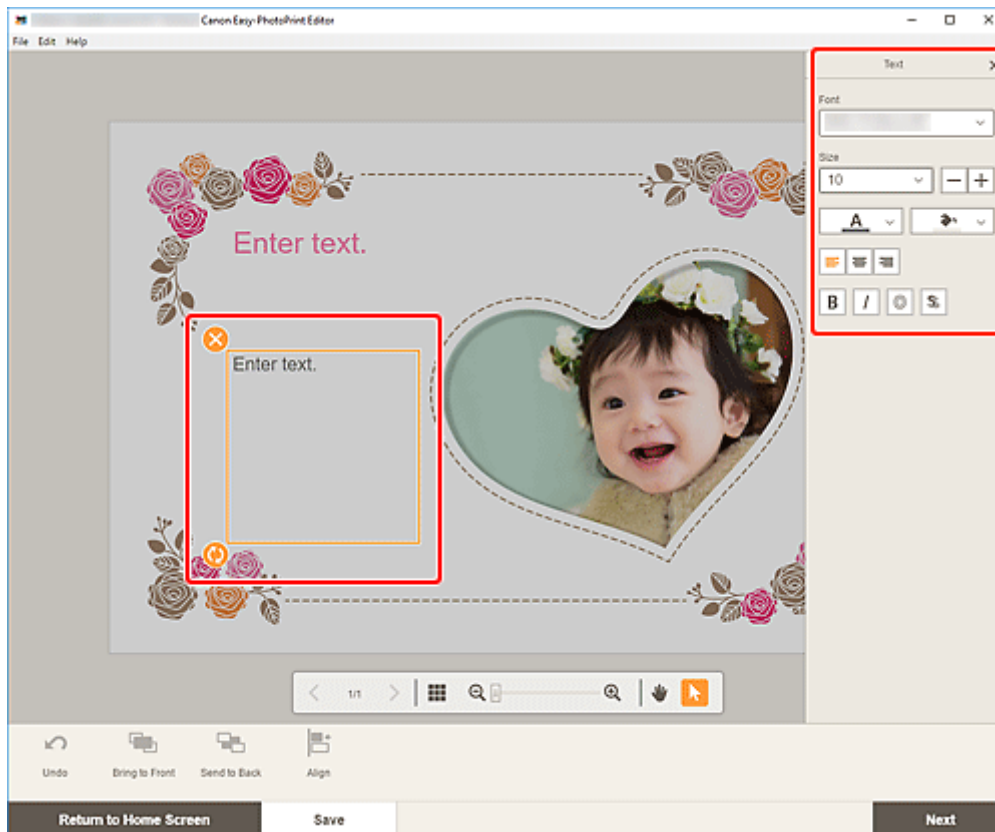 Canon Easy-PhotoPrint Editor
File Edit Help
Text
Font
Size
10
A
B I S
Enter text.
Enter text.
1/1
Undo Bring to Front Send to Back Align
Return to Home Screen Save Next